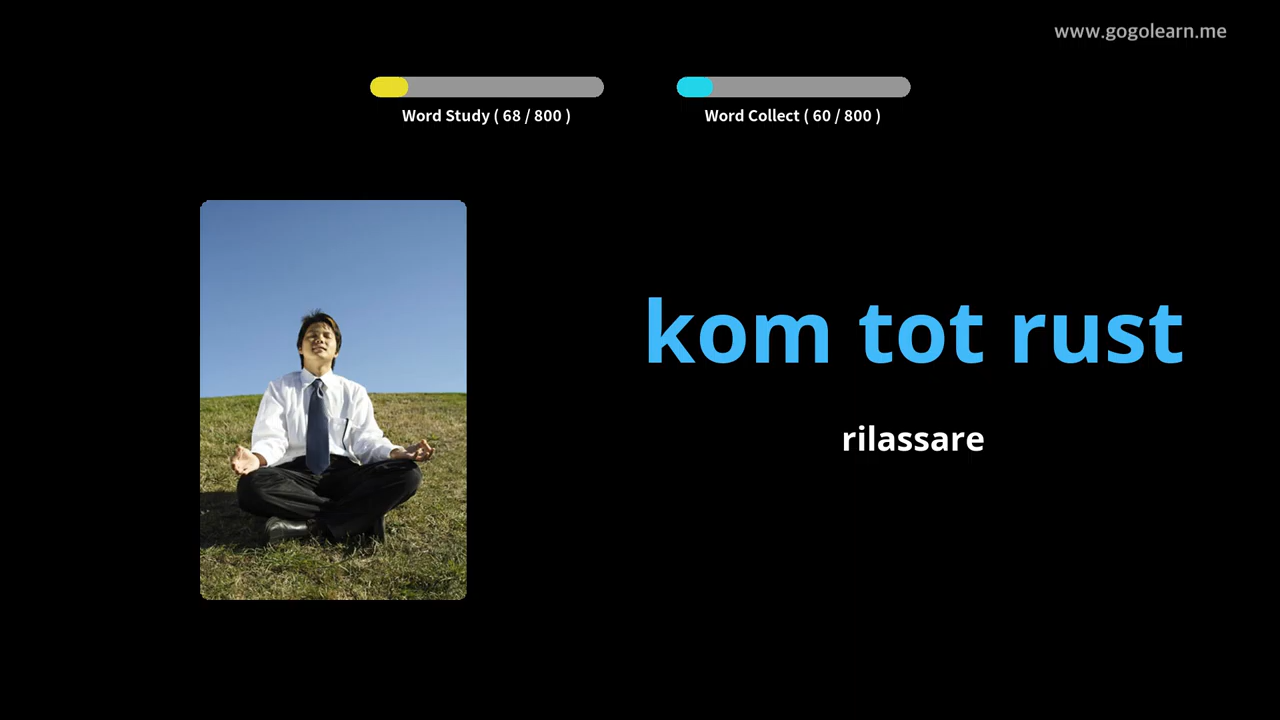 www.gogolearn.me
Word Study ( 68 / 800 )
Word Collect ( 60 / 800 )
kom tot rust
rilassare